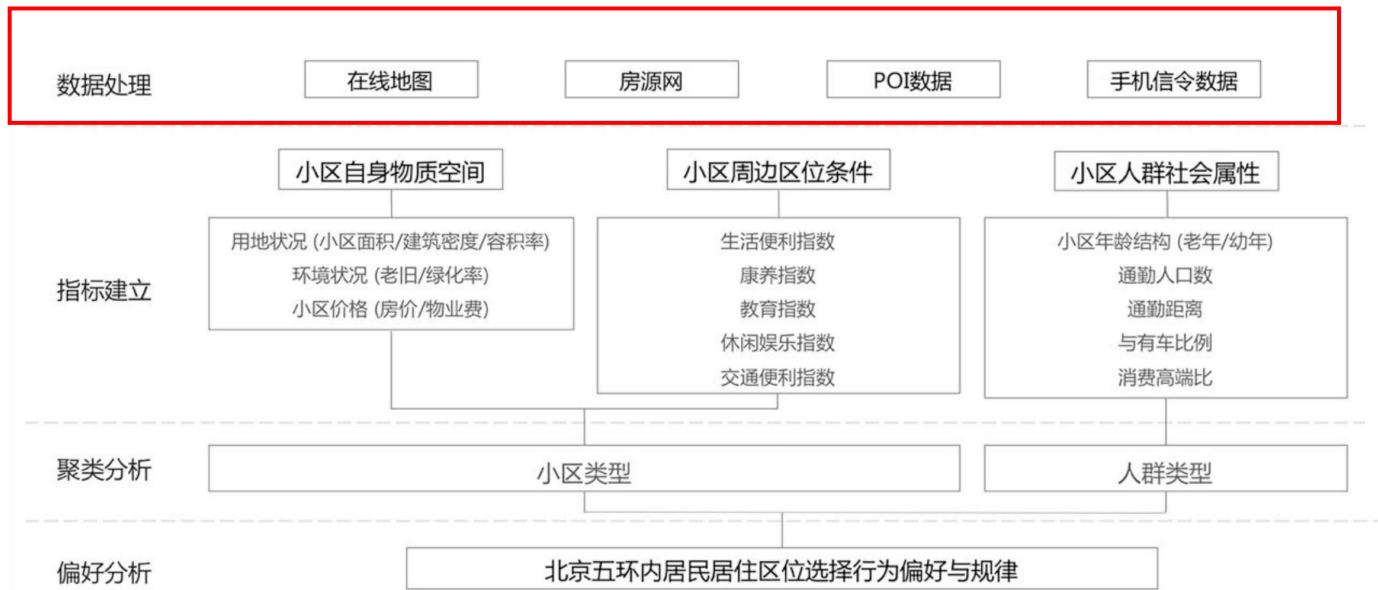 数据处理
在线地图
房源网
POI数据
手机信令数据
小区自身物质空间
小区周边区位条件
小区人群社会属性
指标建立
用地状况 (小区面积/建筑密度/容积率)
环境状况 (老旧/绿化率)
小区价格 (房价/物业费)
生活便利指数
康养指数
教育指数
休闲娱乐指数
交通便利指数
小区年龄结构 (老年/幼年)
通勤人口数
通勤距离
与有车比例
消费高端比
聚类分析
小区类型
人群类型
偏好分析
北京五环内居民居住区位选择行为偏好与规律